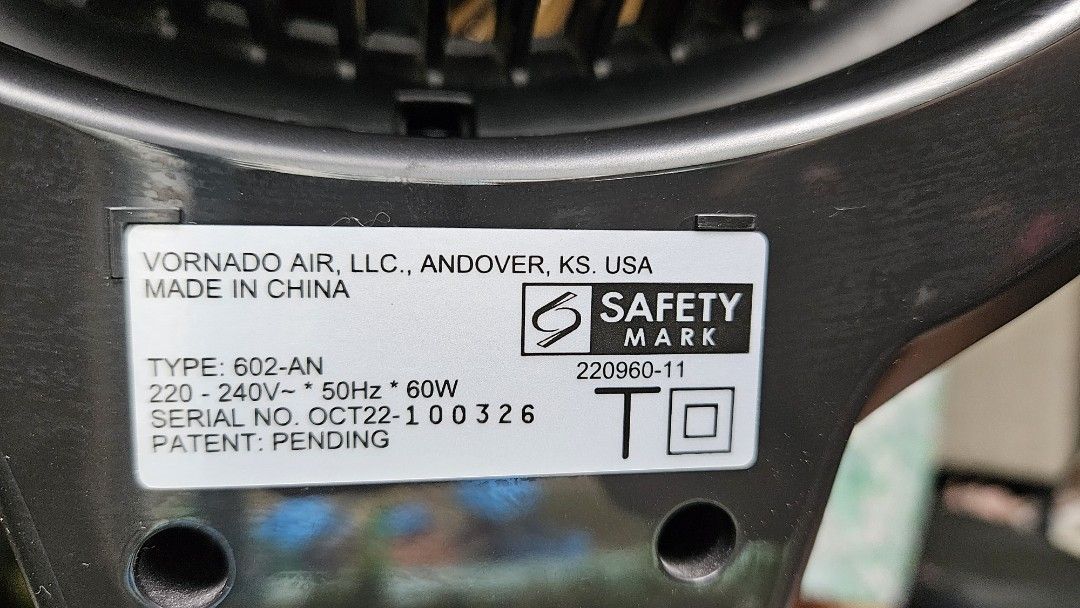 VORNADO AIR, LLC., ANDOVER, KS. USA
MADE IN CHINA
SAFETY
MARK
220960-11
TYPE: 602-AN
220 - 240V~ * 50Hz * 60W
SERIAL NO. OCT22-100326
PATENT: PENDING
T